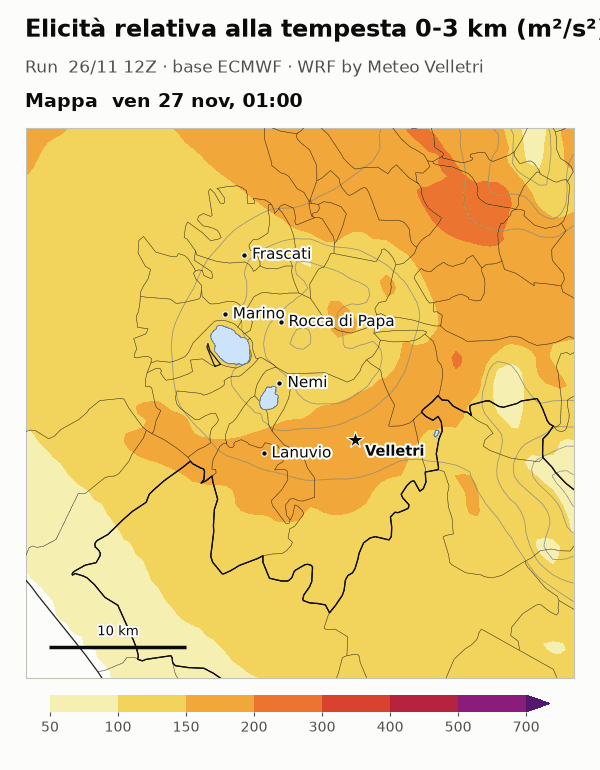 Elicità relativa alla tempesta 0-3 km (m²/s²)
Run  26/11 12Z · base ECMWF · WRF by Meteo Velletri
Mappa  ven 27 nov, 01:00
Frascati
Marino
Rocca di Papa
Nemi
Velletri
Lanuvio
10 km
50 100 150 200 300 400 500 700